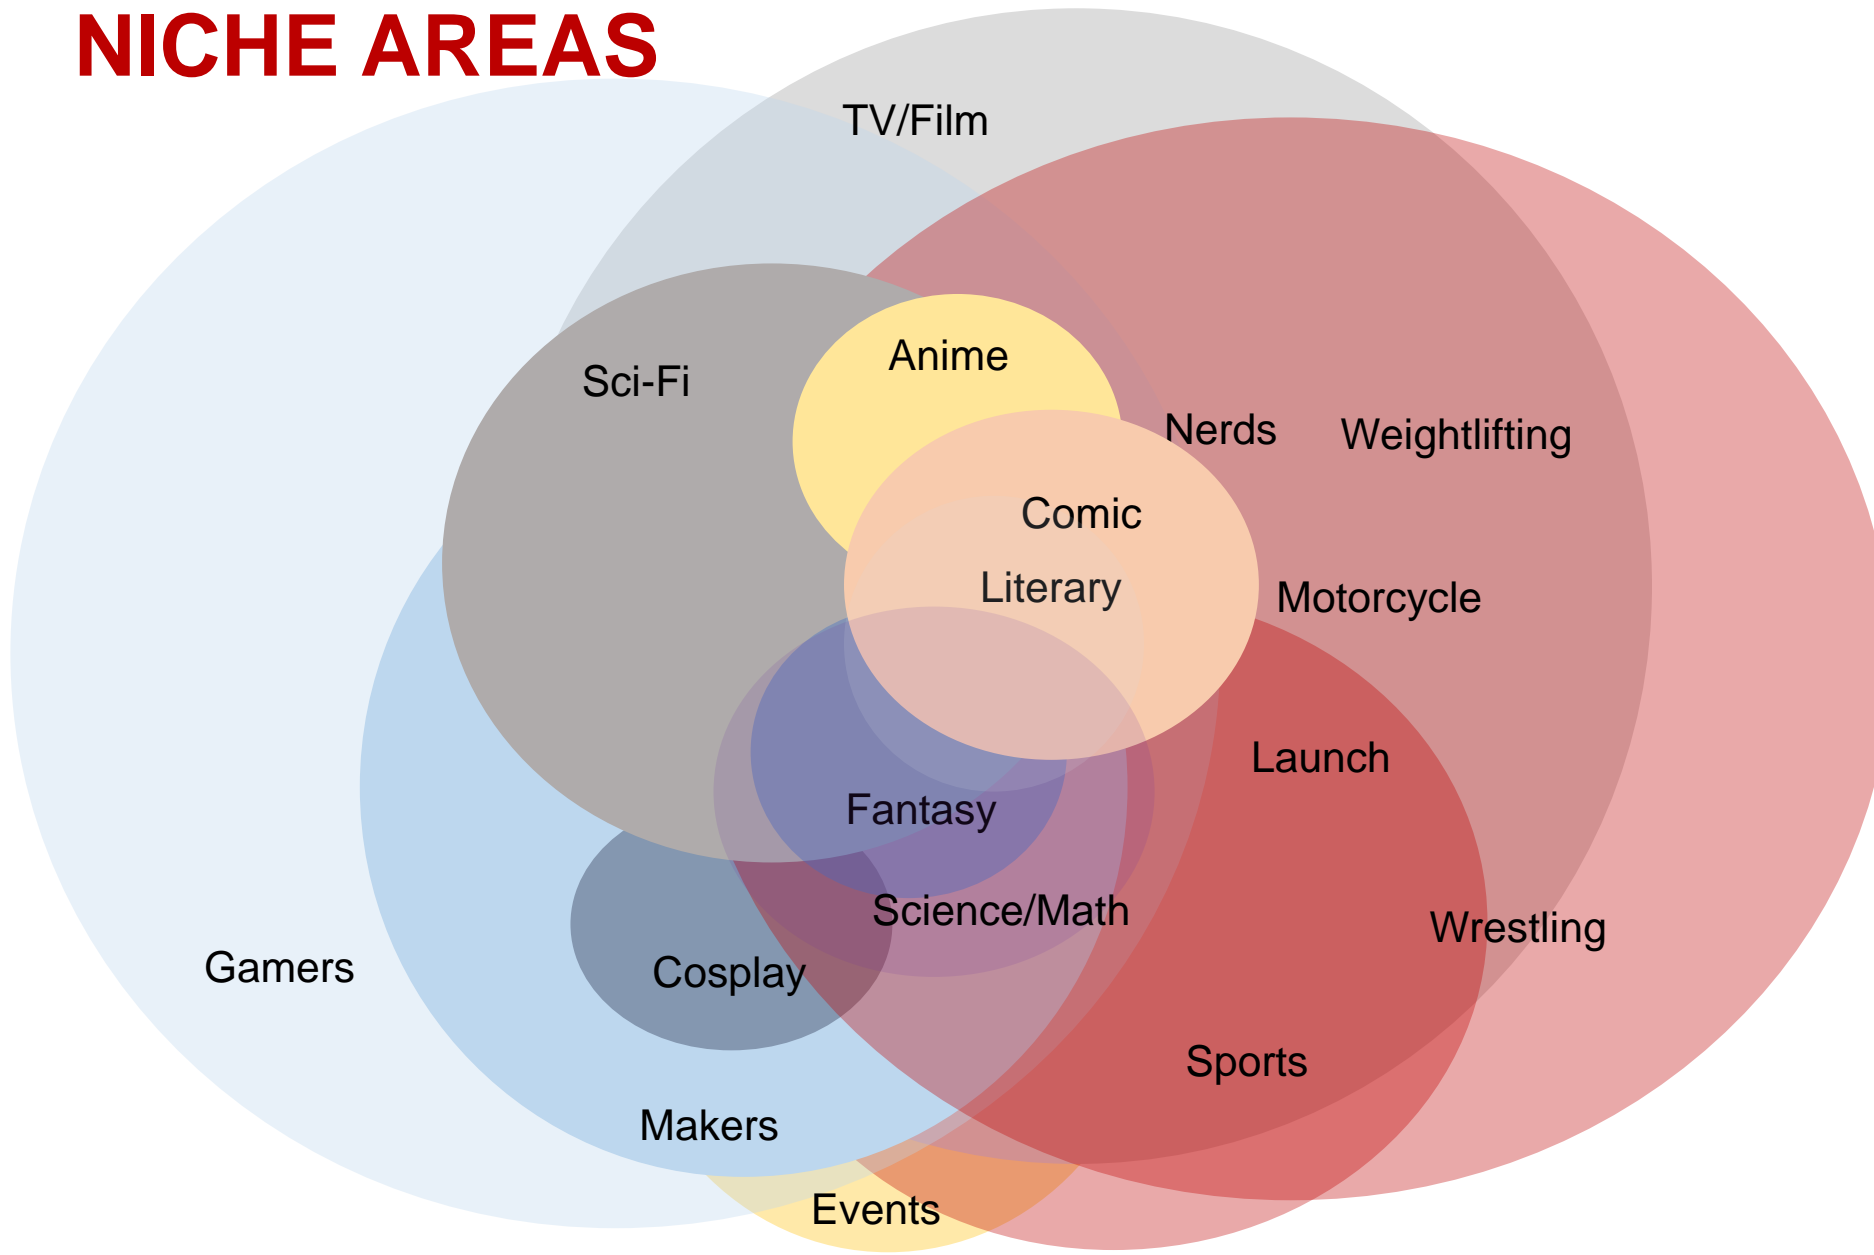 NICHE AREAS
TV/Film
Anime
Sci-Fi
Nerds
Weightlifting
Comic
Literary
Motorcycle
Launch
Fantasy
Science/Math
Wrestling
Gamers
Cosplay
Sports
Makers
Events